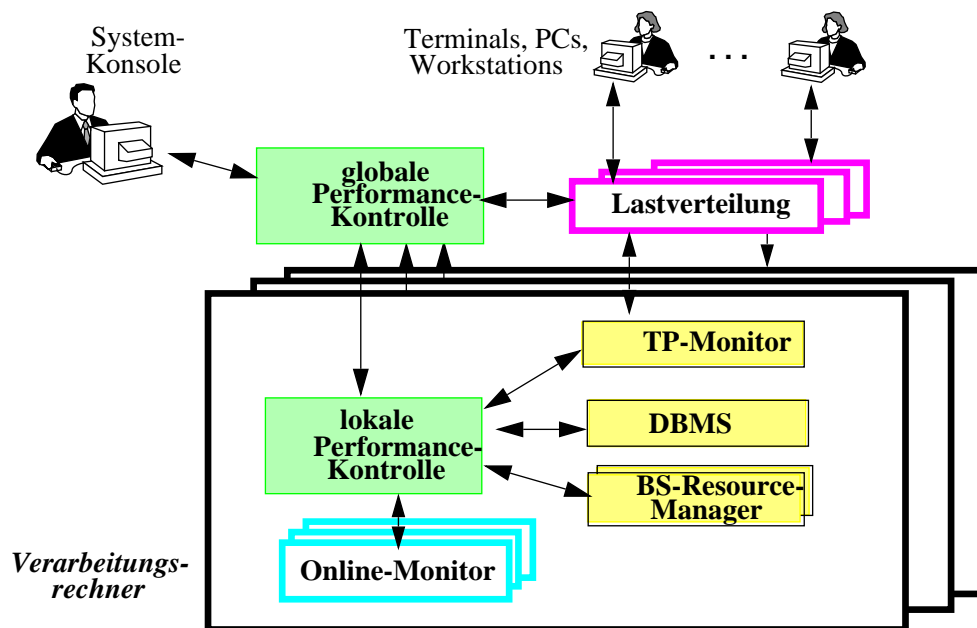 System-
Konsole
Terminals, PCs,
Workstations
. . .
globale
Performance-
Kontrolle
Lastverteilung
TP-Monitor
lokale
Performance-
Kontrolle
DBMS
BS-Resource-
Manager
Online-Monitor
Verarbeitungs-
rechner